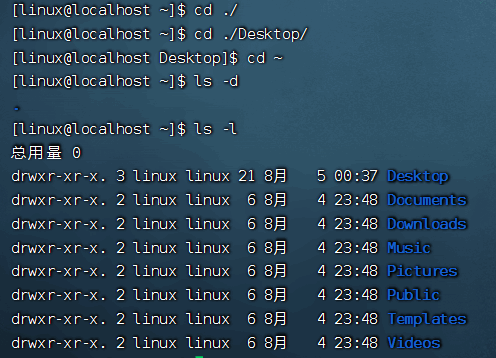 [linux@localhost ~]$ cd ./
[linux@localhost ~]$ cd ./Desktop/
[linux@localhost Desktop]$ cd ~
[linux@localhost ~]$ ls -d
.
[linux@localhost ~]$ ls -l
总用量 0
drwxr-xr-x. 3 linux linux 21 8月    5 00:37 Desktop
drwxr-xr-x. 2 linux linux  6 8月    4 23:48 Documents
drwxr-xr-x. 2 linux linux  6 8月    4 23:48 Downloads
drwxr-xr-x. 2 linux linux  6 8月    4 23:48 Music
drwxr-xr-x. 2 linux linux  6 8月    4 23:48 Pictures
drwxr-xr-x. 2 linux linux  6 8月    4 23:48 Public
drwxr-xr-x. 2 linux linux  6 8月    4 23:48 Templates
drwxr-xr-x. 2 linux linux  6 8月    4 23:48 Videos